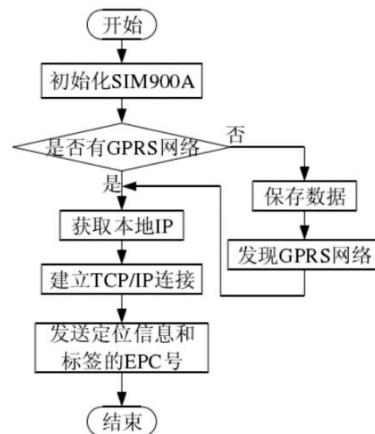 开始
初始化SIM900A
是否有GPRS网络
否
是
保存数据
获取本地IP
发现GPRS网络
建立TCP/IP连接
发送定位信息和
标签的EPC号
结束